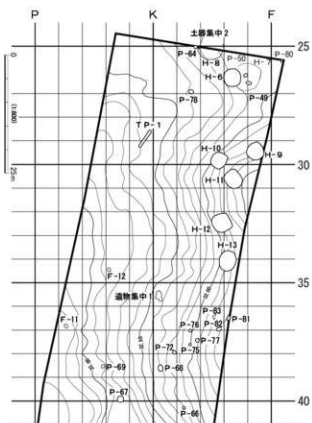 P K F
土器集中2
25
P-64
P-50
H-7
P-80
H-8
H-6
P-78
P-49
TP-1
H-10
H-9
30
H-11
H-12
H-13
F-12
35
遺物集中1
P-83
F-11
P-76
P-82
P-81
P-77
P-72
P-75
P-69
P-68
P-67
40
P-66
0
(1:800)
25m